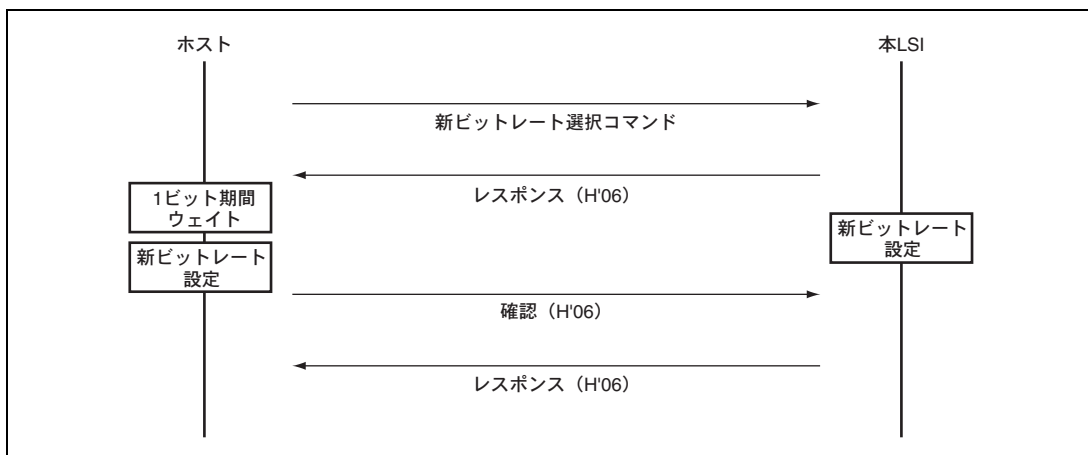 ホスト
本LSI
新ビットレート選択コマンド
レスポンス（H'06）
1ビット期間
ウェイト
新ビットレート
設定
新ビットレート
設定
確認（H'06）
レスポンス（H'06）